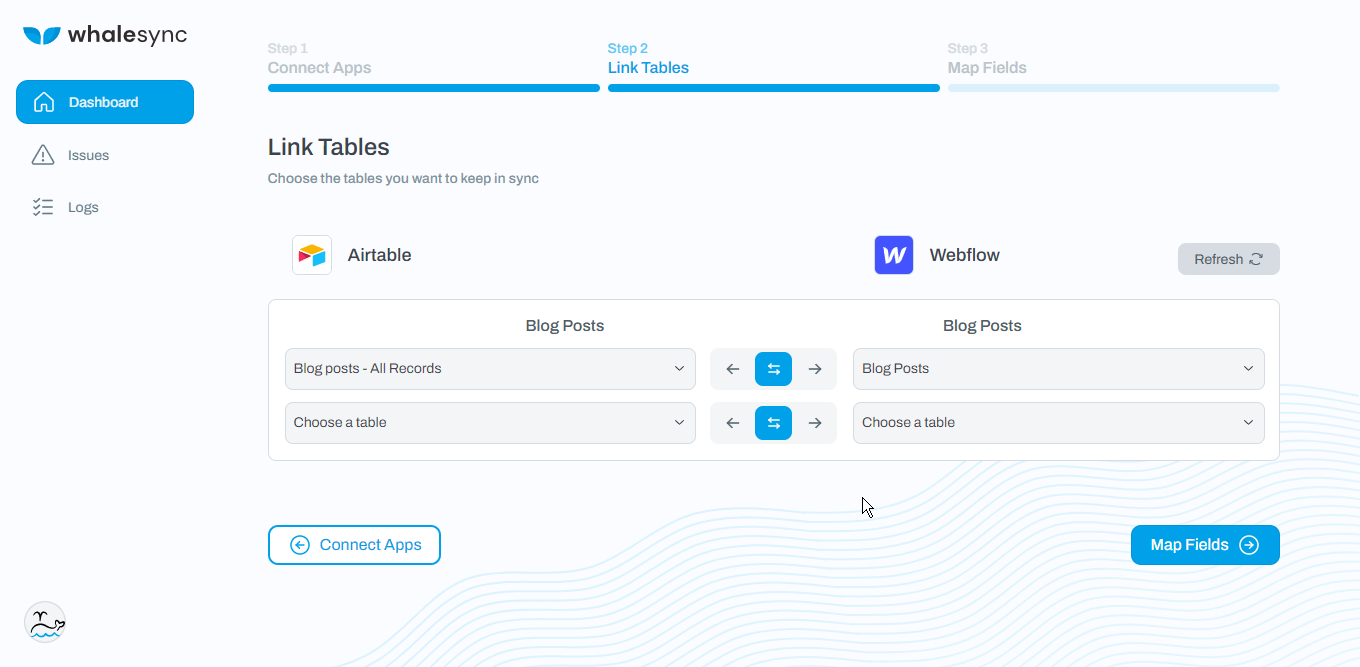 whalesync
Dashboard
Issues
Logs
Step 1
Connect Apps
Step 2
Link Tables
Step 3
Map Fields
Link Tables
Choose the tables you want to keep in sync
Airtable
W Webflow
Refresh
Blog Posts
Blog Posts
Blog posts - All Records
Blog Posts
Choose a table
Choose a table
Connect Apps
Map Fields